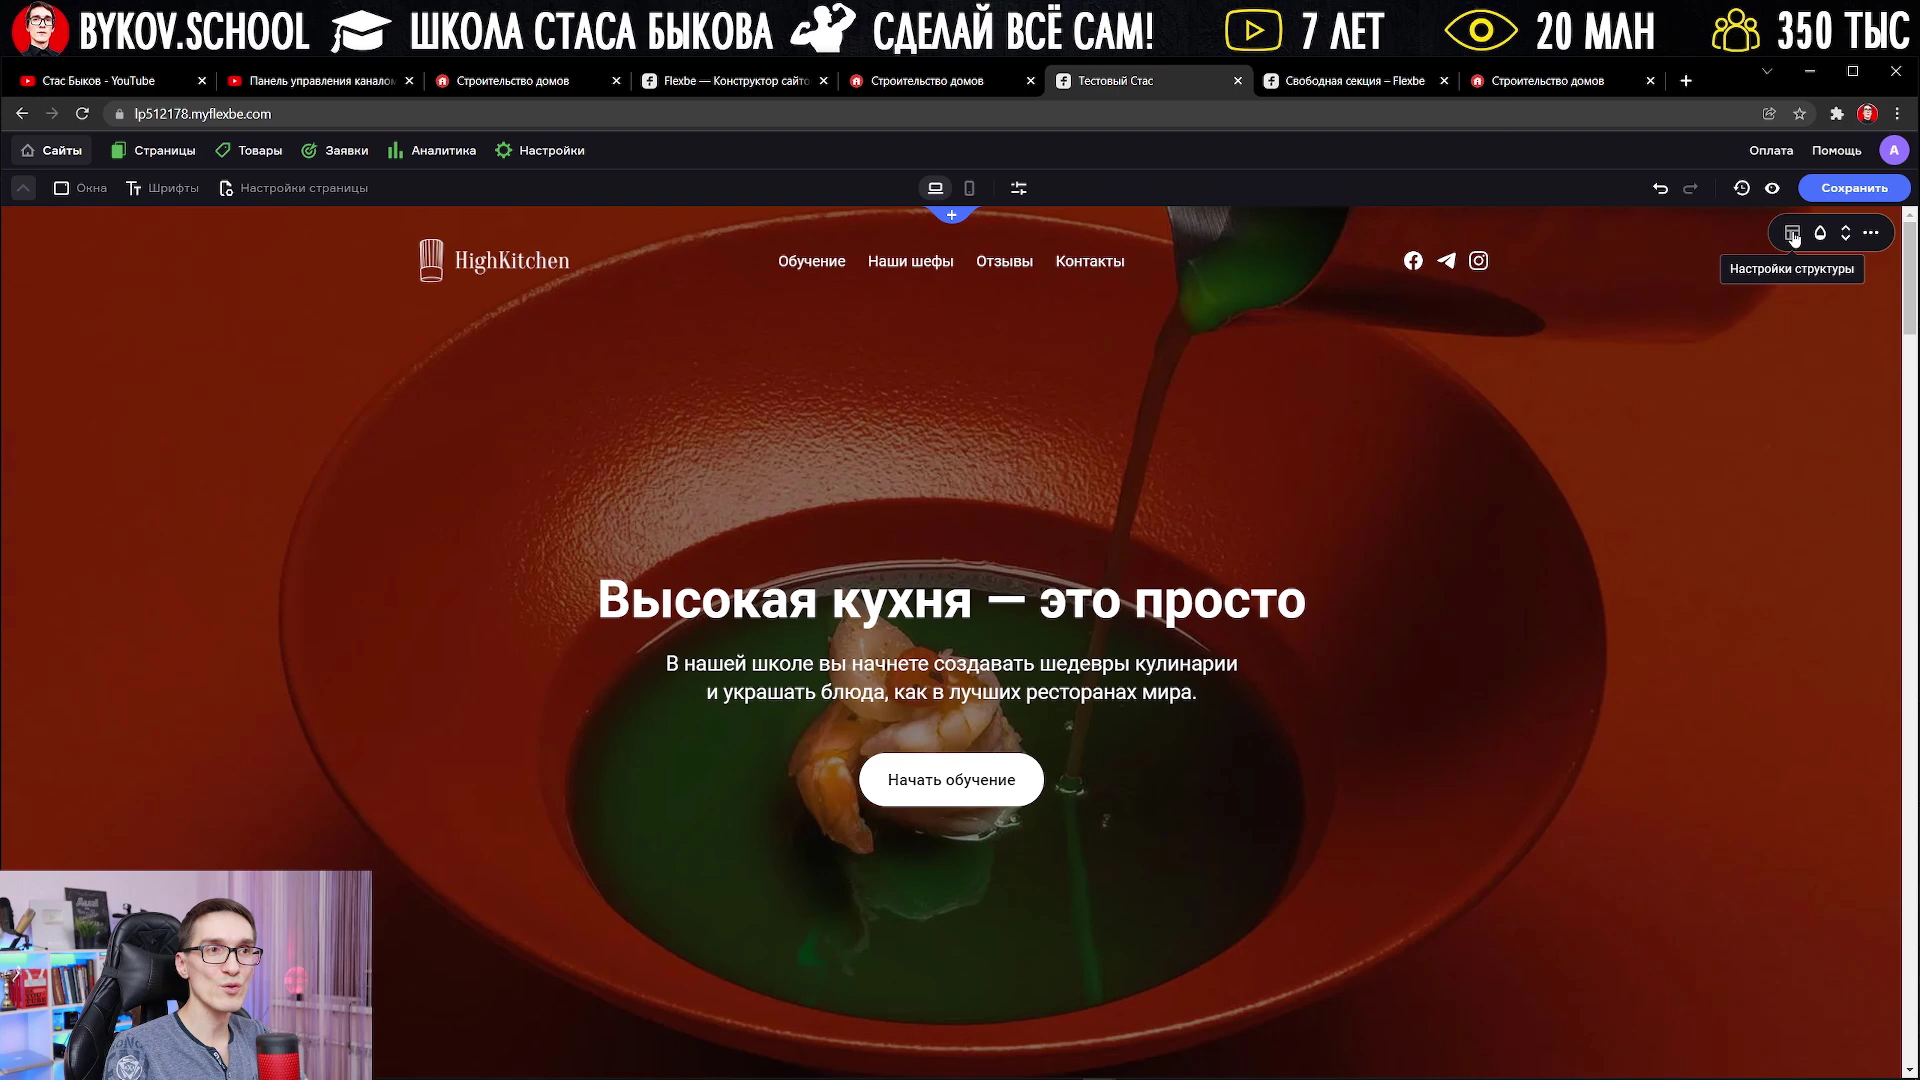 BYKOV.SCHOOL ШКОЛА СТАСА БЫКОВА СДЕЛАЙ ВСЁ САМ! 7 ЛЕТ 20 МЛН 350 ТЫС
Стас Быков - YouTube Панель управления канало Строительство домов Flexbe — Конструктор сайто Строительство домов Тестовый Стас Свободная секция – Flexbe Строительство домов
lp512178.myflexbe.com
Сайты Страницы Товары Заявки Аналитика Настройки Оплата Помощь A
Окна Шрифты Настройки страницы Сохранить
HighKitchen Обучение Наши шефы Отзывы Контакты
Настройки структуры
Высокая кухня — это просто
В нашей школе вы начнете создавать шедевры кулинарии
и украшать блюда, как в лучших ресторанах мира.
Начать обучение